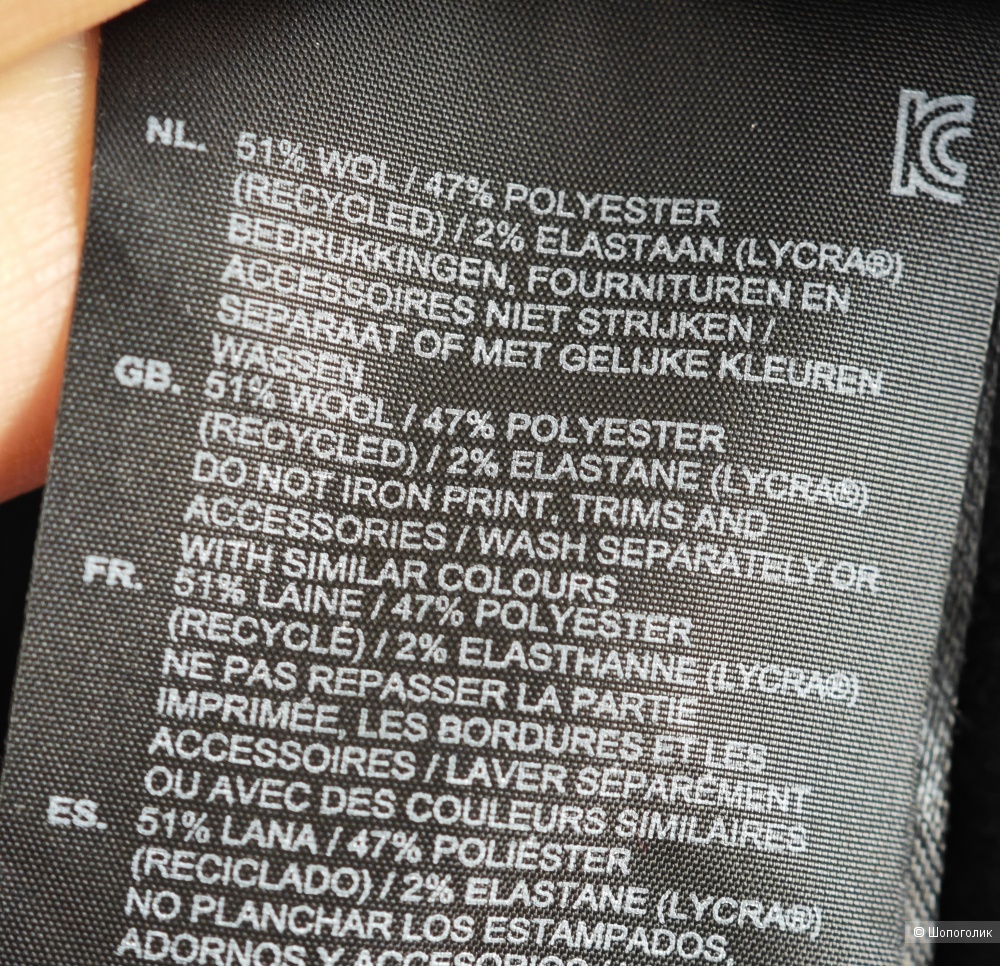 NL. 51% WOL / 47% POLYESTER
(RECYCLED) / 2% ELASTAAN (LYCRA®)
BEDRUKKINGEN, FOURNITUREN EN
ACCESSOIRES NIET STRIJKEN /
SEPARAAT OF MET GELIJKE KLEUREN
WASSEN
GB. 51% WOOL / 47% POLYESTER
(RECYCLED) / 2% ELASTANE (LYCRA®)
DO NOT IRON PRINT, TRIMS AND
ACCESSORIES / WASH SEPARATELY OR
WITH SIMILAR COLOURS
FR. 51% LAINE / 47% POLYESTER
(RECYCLÉ) / 2% ELASTHANNE (LYCRA®)
NE PAS REPASSER LA PARTIE
IMPRIMÉE, LES BORDURES ET LES
ACCESSOIRES / LAVER SÉPARÉMENT
OU AVEC DES COULEURS SIMILAIRES
ES. 51% LANA / 47% POLIÉSTER
(RECICLADO) / 2% ELASTANE (LYCRA®)
NO PLANCHAR LOS ESTAMPADOS,
ADORNOS Y ACCESORIOS /
© Шопоголик